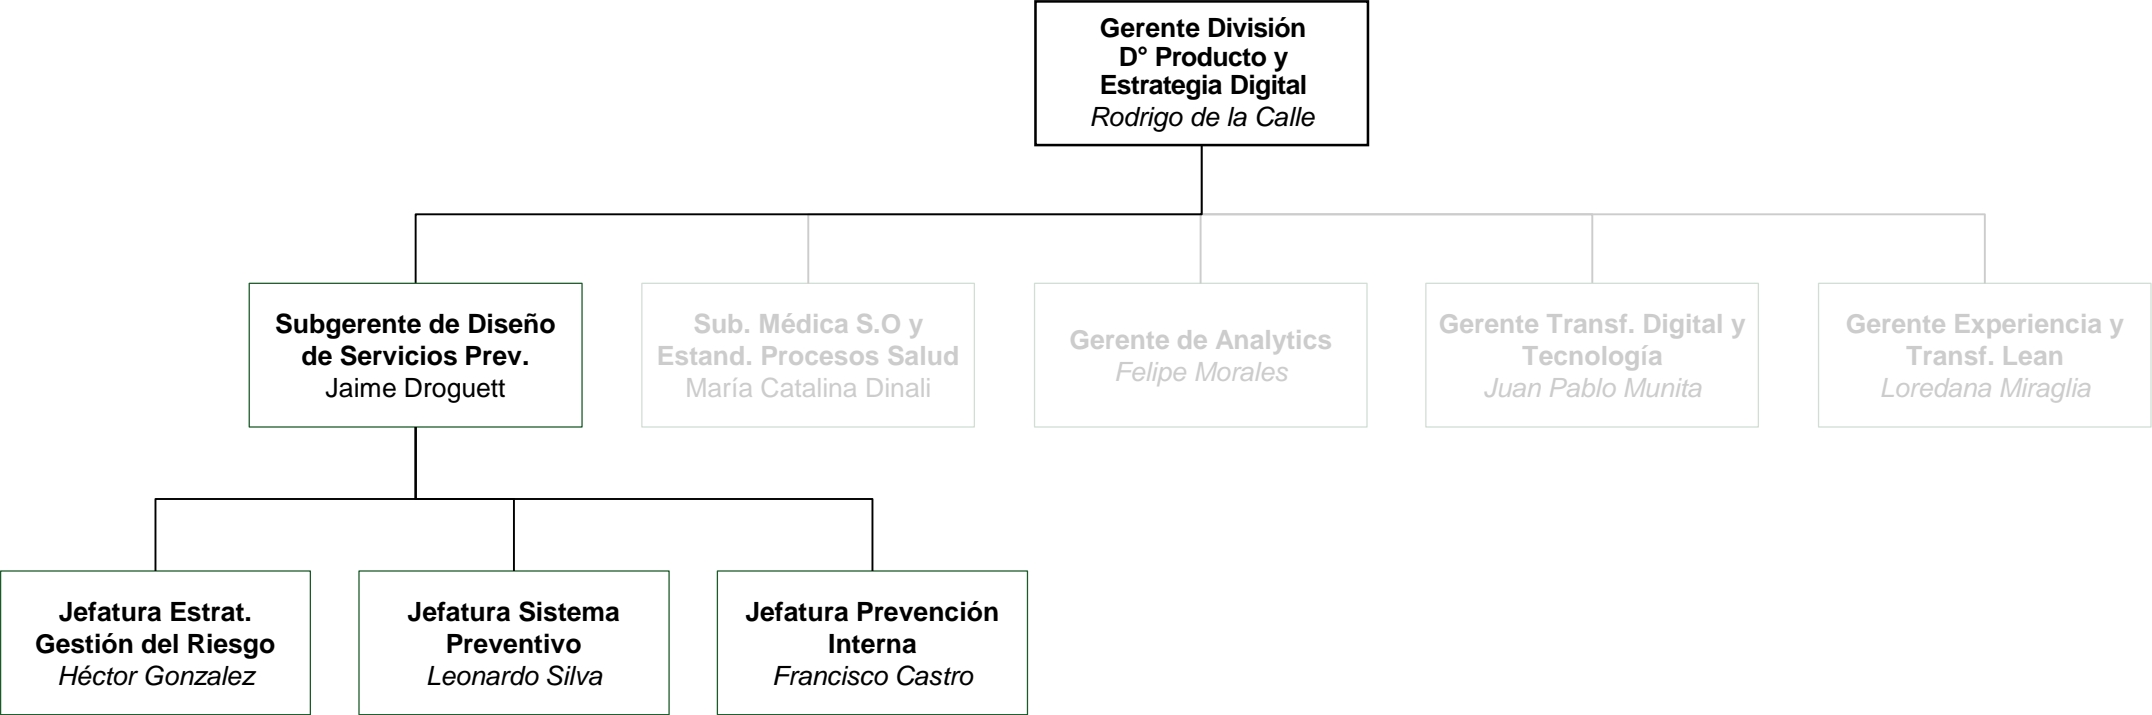 Gerente División
D° Producto y
Estrategia Digital
Rodrigo de la Calle
Subgerente de Diseño
de Servicios Prev.
Jaime Droguett
Sub. Médica S.O y
Estand. Procesos Salud
María Catalina Dinali
Gerente de Analytics
Felipe Morales
Gerente Transf. Digital y
Tecnología
Juan Pablo Munita
Gerente Experiencia y
Transf. Lean
Loredana Miraglia
Jefatura Estrat.
Gestión del Riesgo
Héctor Gonzalez
Jefatura Sistema
Preventivo
Leonardo Silva
Jefatura Prevención
Interna
Francisco Castro